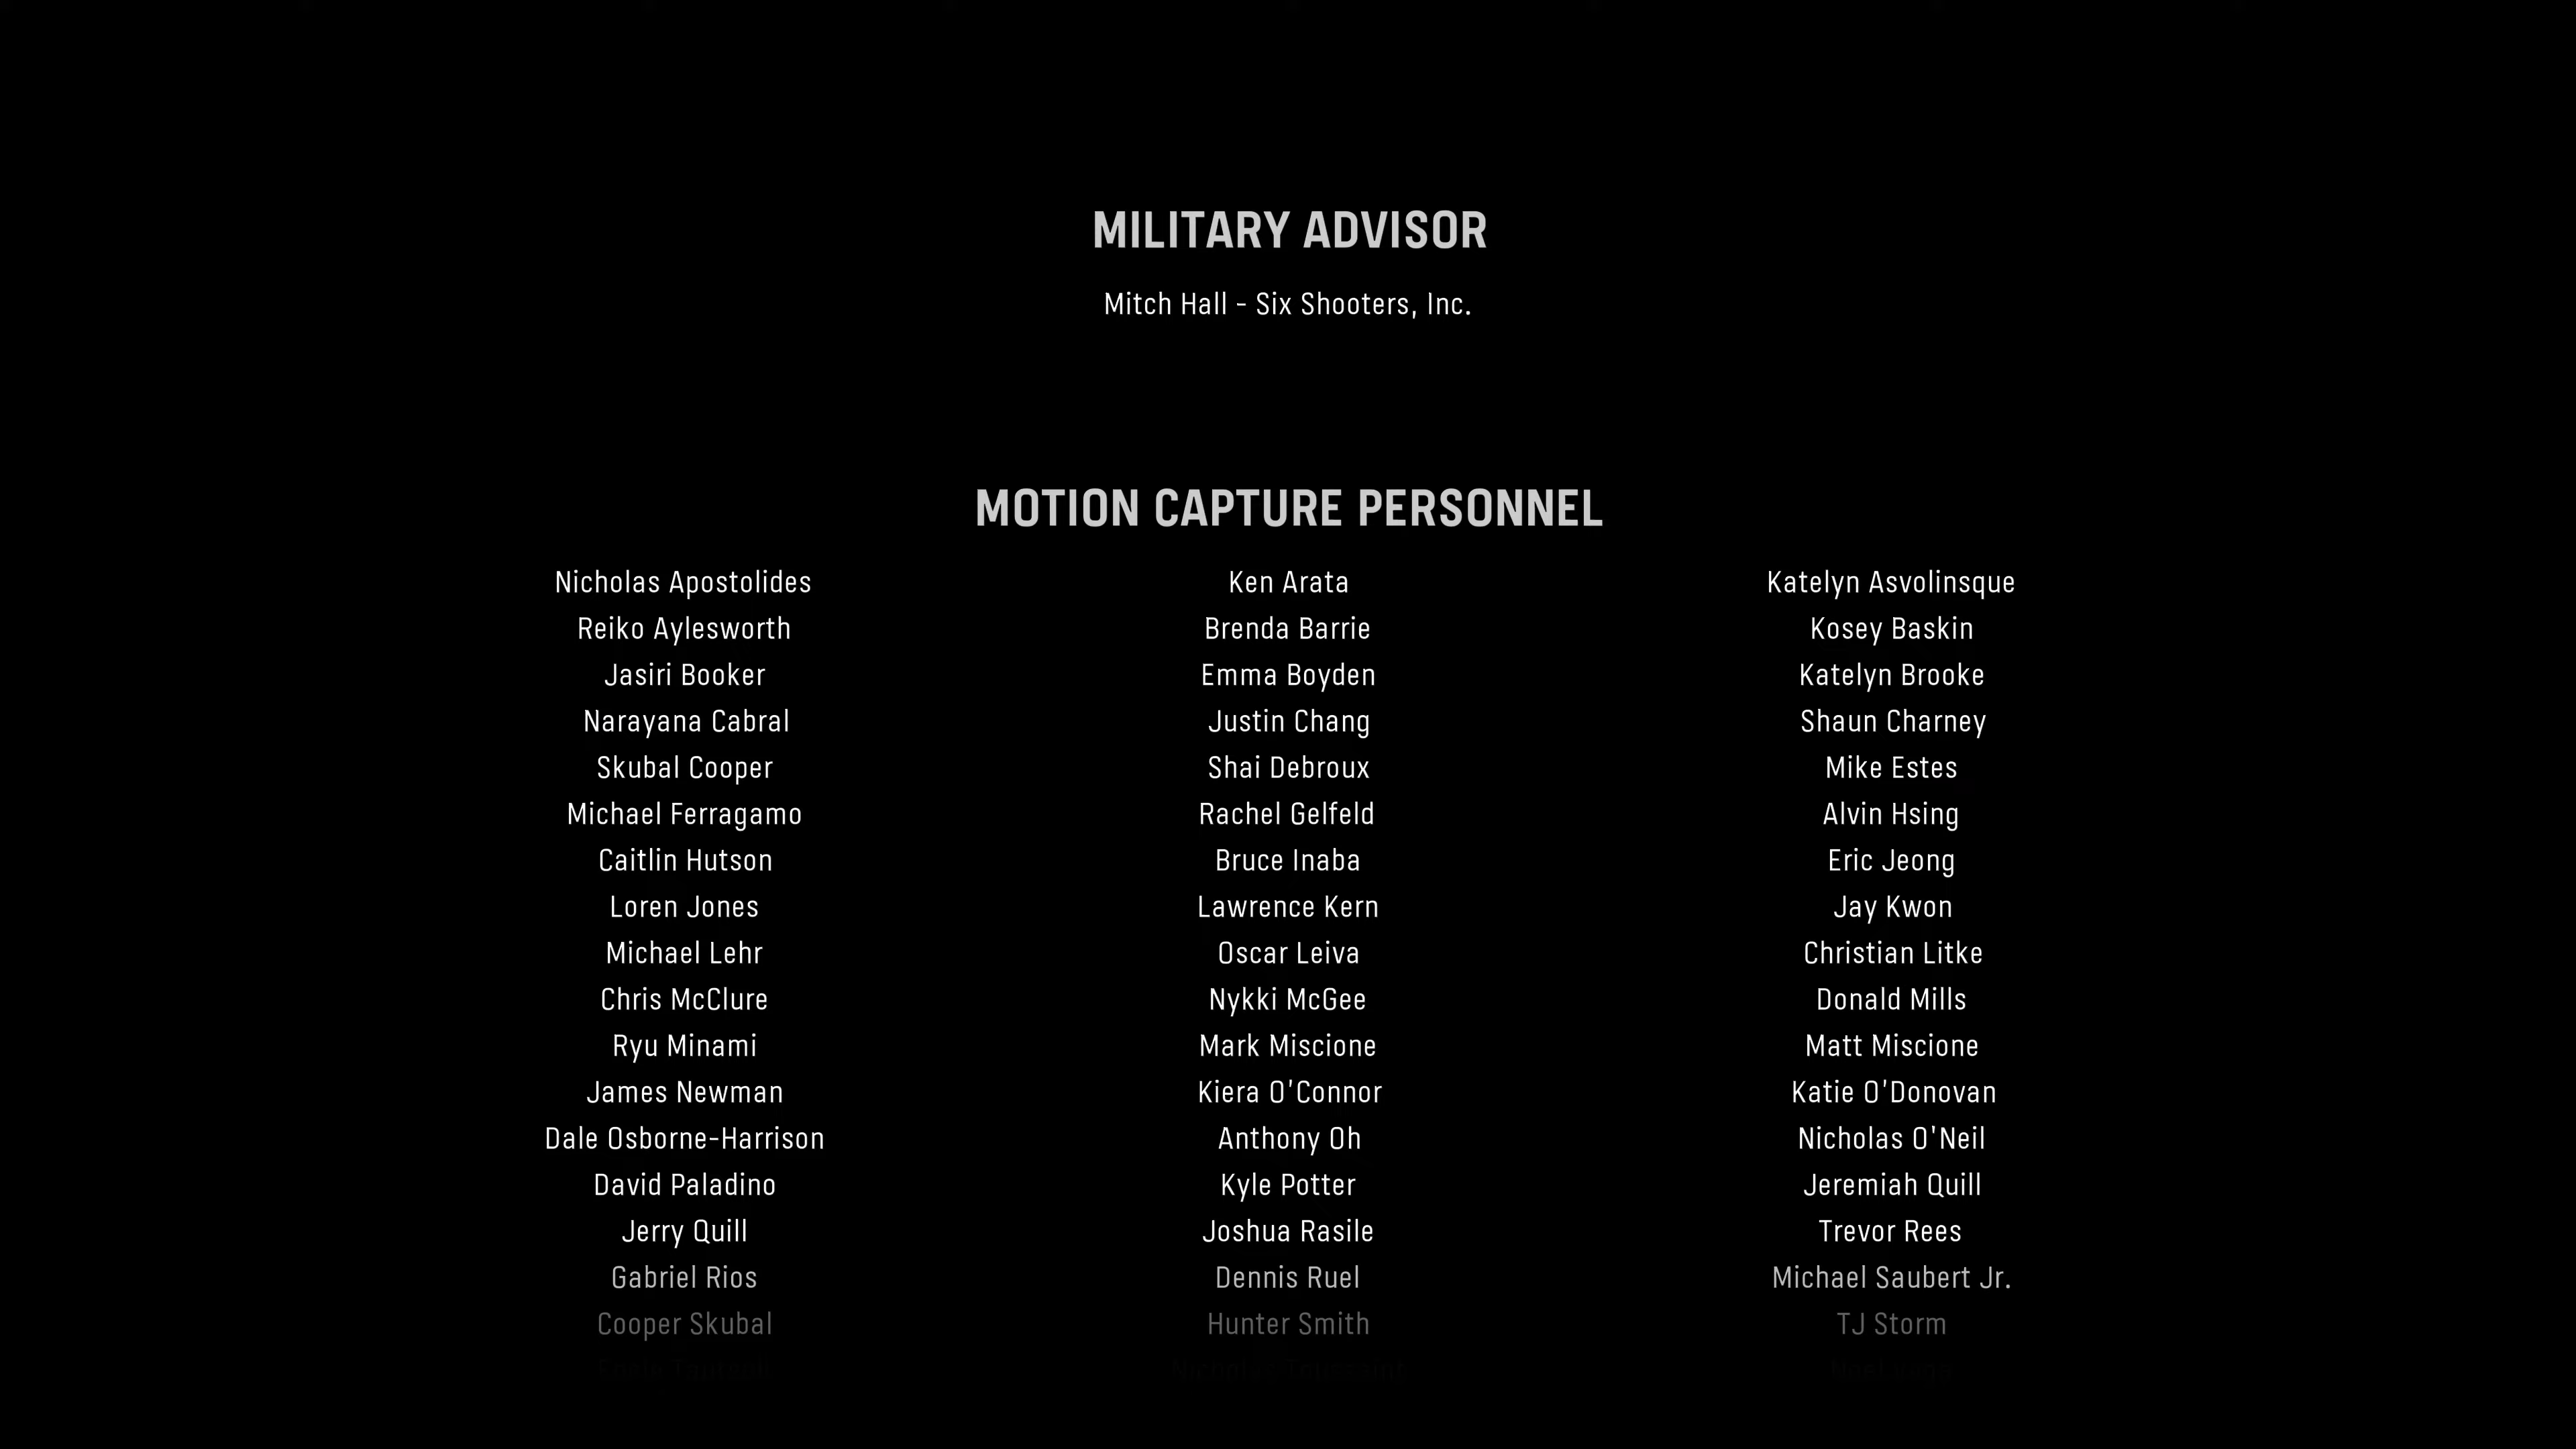 MILITARY ADVISOR
Mitch Hall - Six Shooters, Inc.
MOTION CAPTURE PERSONNEL
Nicholas Apostolides Ken Arata Katelyn Asvolinsque
Reiko Aylesworth Brenda Barrie Kosey Baskin
Jasiri Booker Emma Boyden Katelyn Brooke
Narayana Cabral Justin Chang Shaun Charney
Skubal Cooper Shai Debroux Mike Estes
Michael Ferragamo Rachel Gelfeld Alvin Hsing
Caitlin Hutson Bruce Inaba Eric Jeong
Loren Jones Lawrence Kern Jay Kwon
Michael Lehr Oscar Leiva Christian Litke
Chris McClure Nykki McGee Donald Mills
Ryu Minami Mark Miscione Matt Miscione
James Newman Kiera O'Connor Katie O'Donovan
Dale Osborne-Harrison Anthony Oh Nicholas O'Neil
David Paladino Kyle Potter Jeremiah Quill
Jerry Quill Joshua Rasile Trevor Rees
Gabriel Rios Dennis Ruel Michael Saubert Jr.
Cooper Skubal Hunter Smith TJ Storm